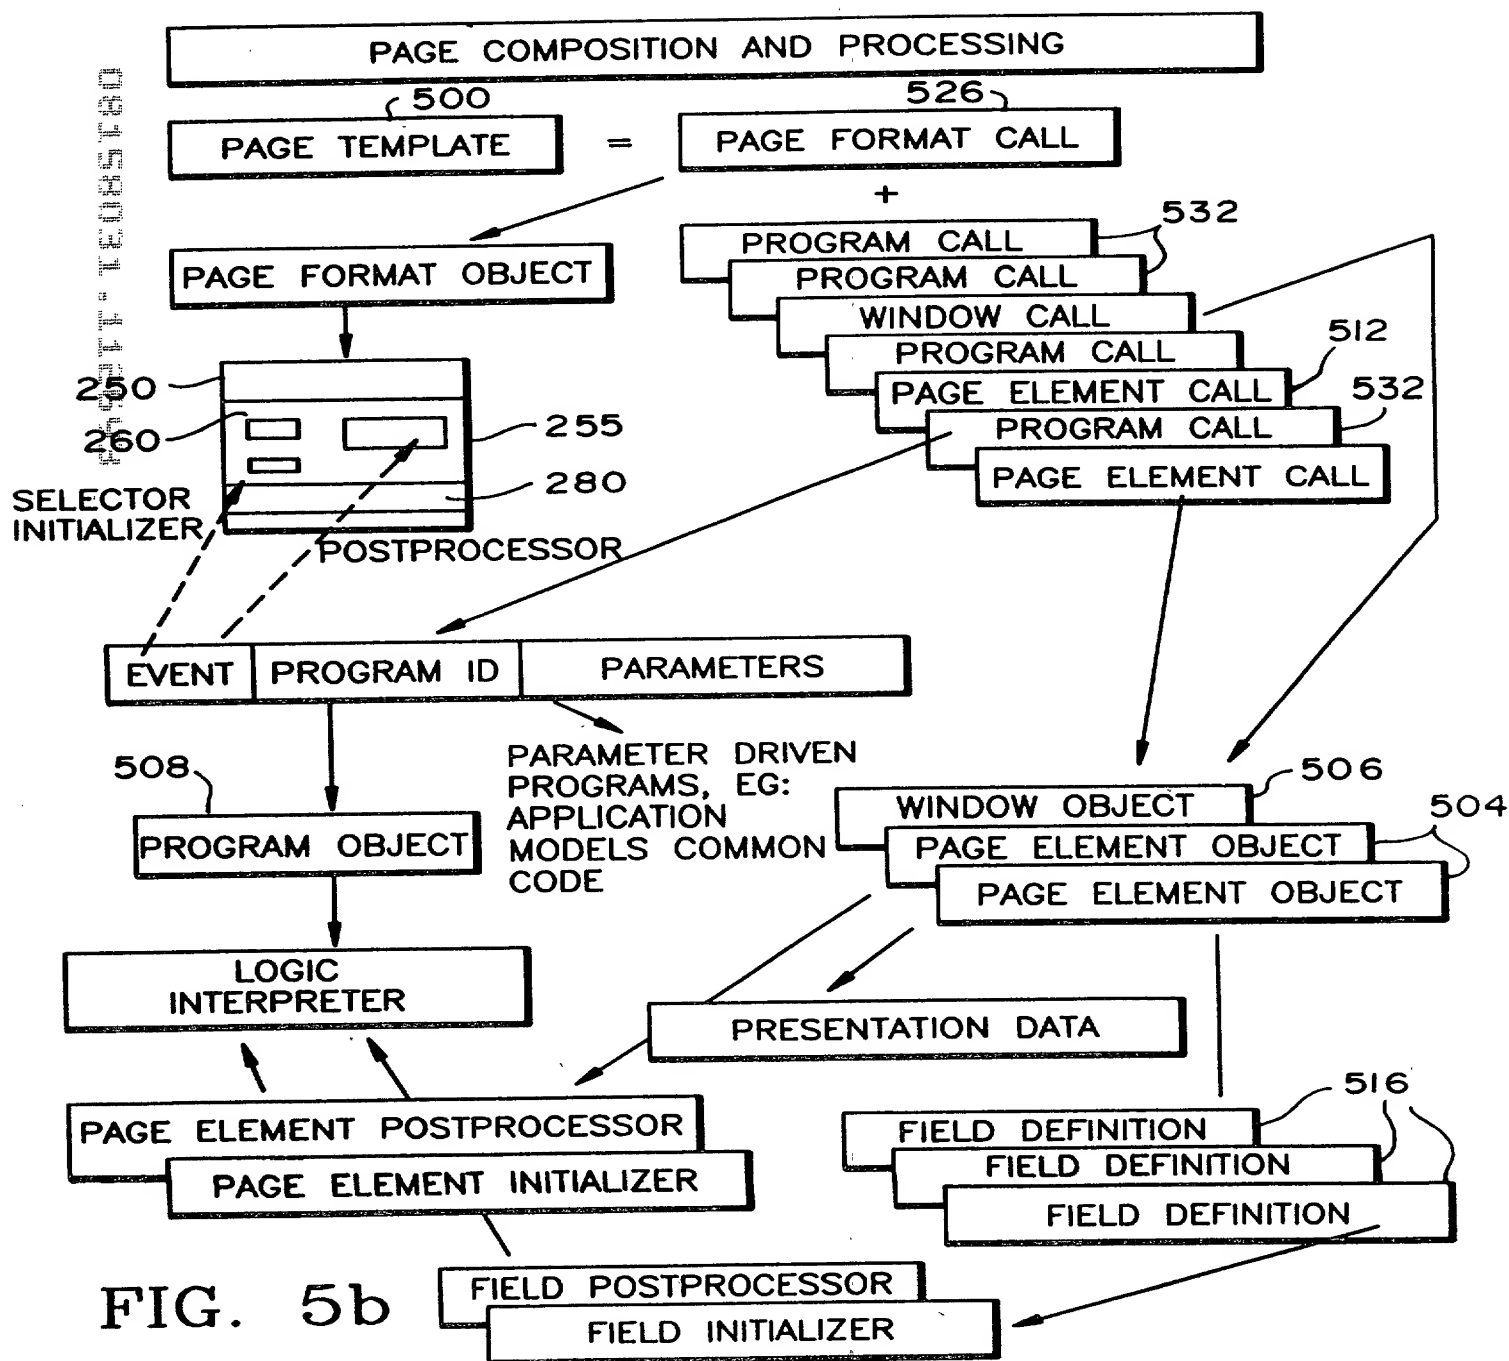 PAGE COMPOSITION AND PROCESSING
500
526
PAGE TEMPLATE
=
PAGE FORMAT CALL
+
532
PROGRAM CALL
PROGRAM CALL
WINDOW CALL
PROGRAM CALL
512
PAGE ELEMENT CALL
532
PROGRAM CALL
PAGE ELEMENT CALL
PAGE FORMAT OBJECT
250
260
255
280
SELECTOR
INITIALIZER
POSTPROCESSOR
EVENT
PROGRAM ID
PARAMETERS
PARAMETER DRIVEN
PROGRAMS, EG:
APPLICATION
MODELS COMMON
CODE
508
PROGRAM OBJECT
506
WINDOW OBJECT
504
PAGE ELEMENT OBJECT
PAGE ELEMENT OBJECT
LOGIC
INTERPRETER
PRESENTATION DATA
PAGE ELEMENT POSTPROCESSOR
PAGE ELEMENT INITIALIZER
516
FIELD DEFINITION
FIELD DEFINITION
FIELD DEFINITION
FIELD POSTPROCESSOR
FIELD INITIALIZER
FIG. 5b